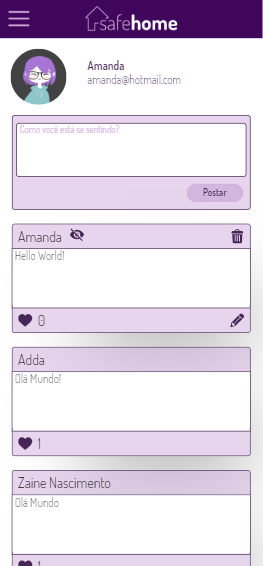 safehome
Amanda
amanda@hotmail.com
Como você está se sentindo?
Postar
Amanda
Hello World!
0
Adda
Olá Mundo!
1
Zaine Nascimento
Olá Mundo
1